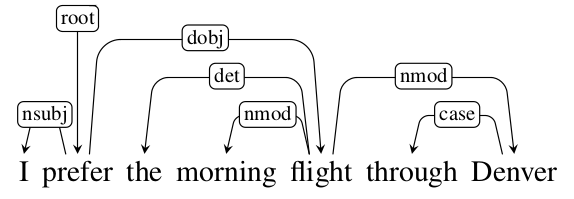 root
dobj
det nmod
nsubj nmod case
I prefer the morning flight through Denver